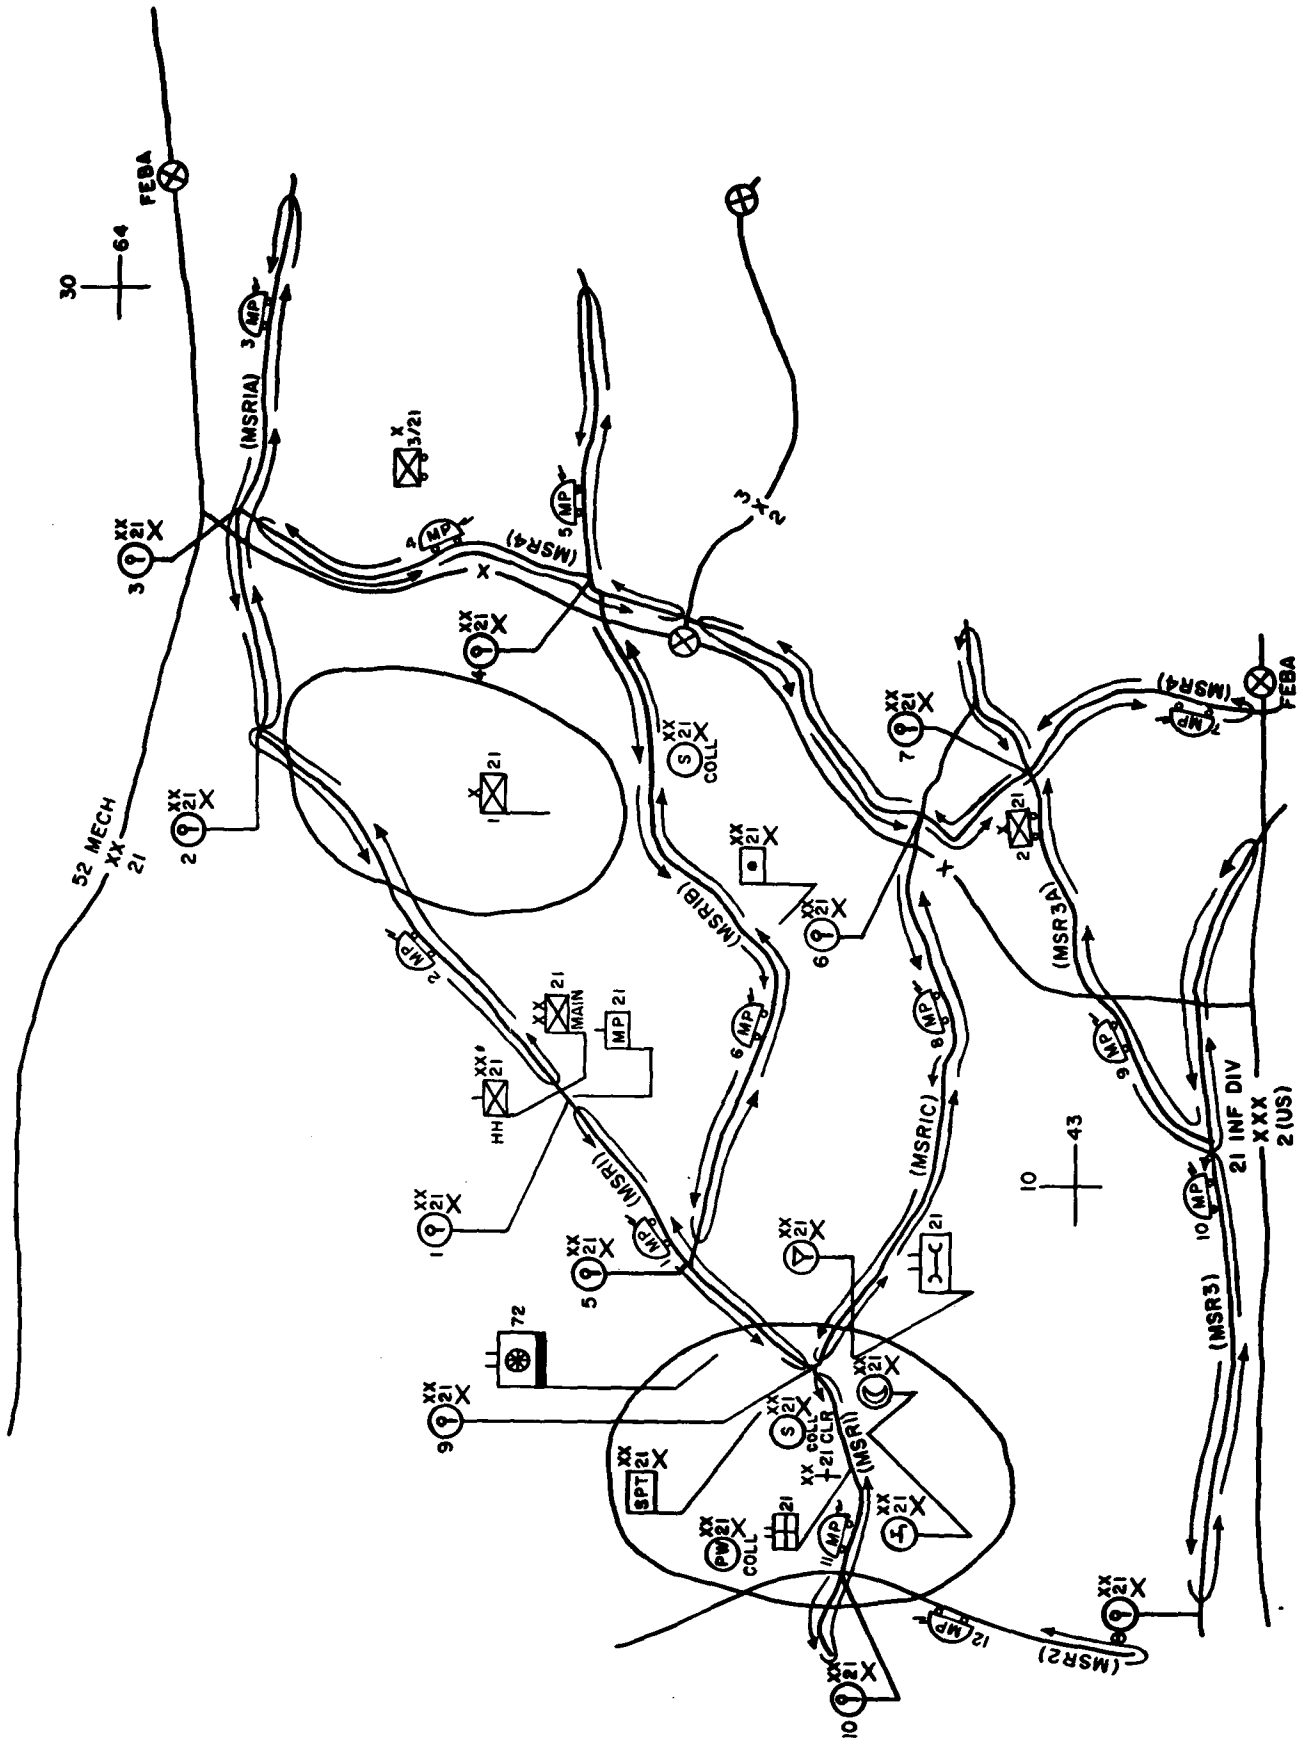 30
64
FEBA
3
MP
(MSR1A)
X
3/21
3
XX
21 X
4
MP
(MSR4)
5
MP
X
2 X 3
4
XX
21 X
52 MECH
XX
21
2
XX
21 X
X
21
1
XX
S 21 X
COLL
7
XX
21 X
(MSR4)
7
MP
FEBA
X
2
21
X
XX
21 X
6
XX
21 X
(MSR1B)
2
MP
XX
21
MAIN
MP 21
XX#
21
HH
6
MP
8
MP
(MSR3A)
9
MP
(MSR1C)
21 INF DIV
XXX
2 (US)
10
43
10
MP
(MSR1)
1
MP
1
XX
21 X
5
XX
21 X
XX
21 X
21
(MSR3)
72
9
XX
21 X
XX
SPT 21 X
XX
S 21 X
COLL
XX
21 CLR
(MSR1)
XX
21 X
XX
PW 21 X
COLL
21
11
MP
XX
21 X
12
MP
(MSR2)
XX
21 X
10
XX
21 X